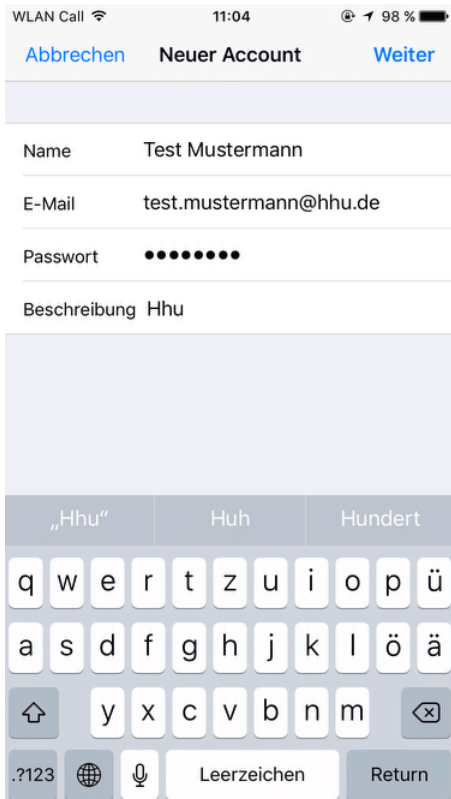 WLAN Call 11:04 98 %
Abbrechen Neuer Account Weiter
Name Test Mustermann
E-Mail test.mustermann@hhu.de
Passwort ●●●●●●●●
Beschreibung Hhu
„Hhu“ Huh Hundert
q w e r t z u i o p ü
a s d f g h j k l ö ä
y x c v b n m
.?123 Leerzeichen Return